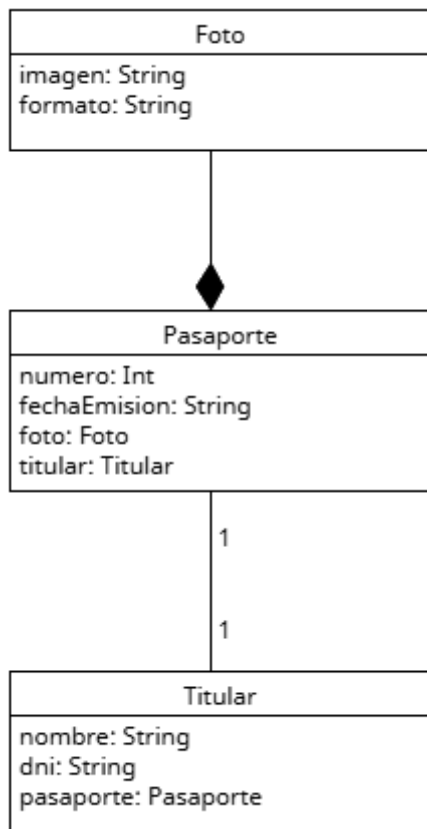 Foto
imagen: String
formato: String
Pasaporte
numero: Int
fechaEmision: String
foto: Foto
titular: Titular
1
1
Titular
nombre: String
dni: String
pasaporte: Pasaporte